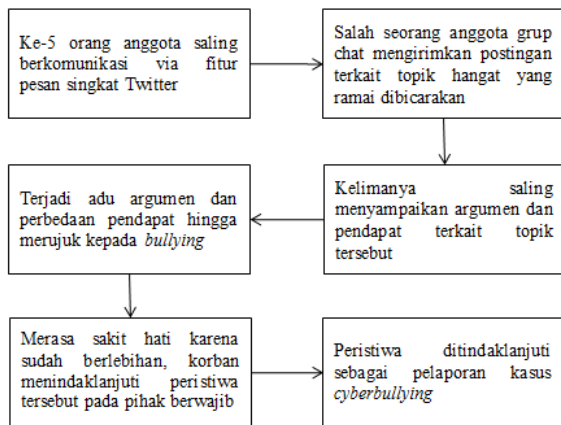 Ke-5 orang anggota saling
berkomunikasi via fitur
pesan singkat Twitter
Salah seorang anggota grup
chat mengirimkan postingan
terkait topik hangat yang
ramai dibicarakan
Kelimanya saling
menyampaikan argumen dan
pendapat terkait topik
tersebut
Terjadi adu argumen dan
perbedaan pendapat hingga
merujuk kepada bullying
Merasa sakit hati karena
sudah berlebihan, korban
menindaklanjuti peristiwa
tersebut pada pihak berwajib
Peristiwa ditindaklanjuti
sebagai pelaporan kasus
cyberbullying